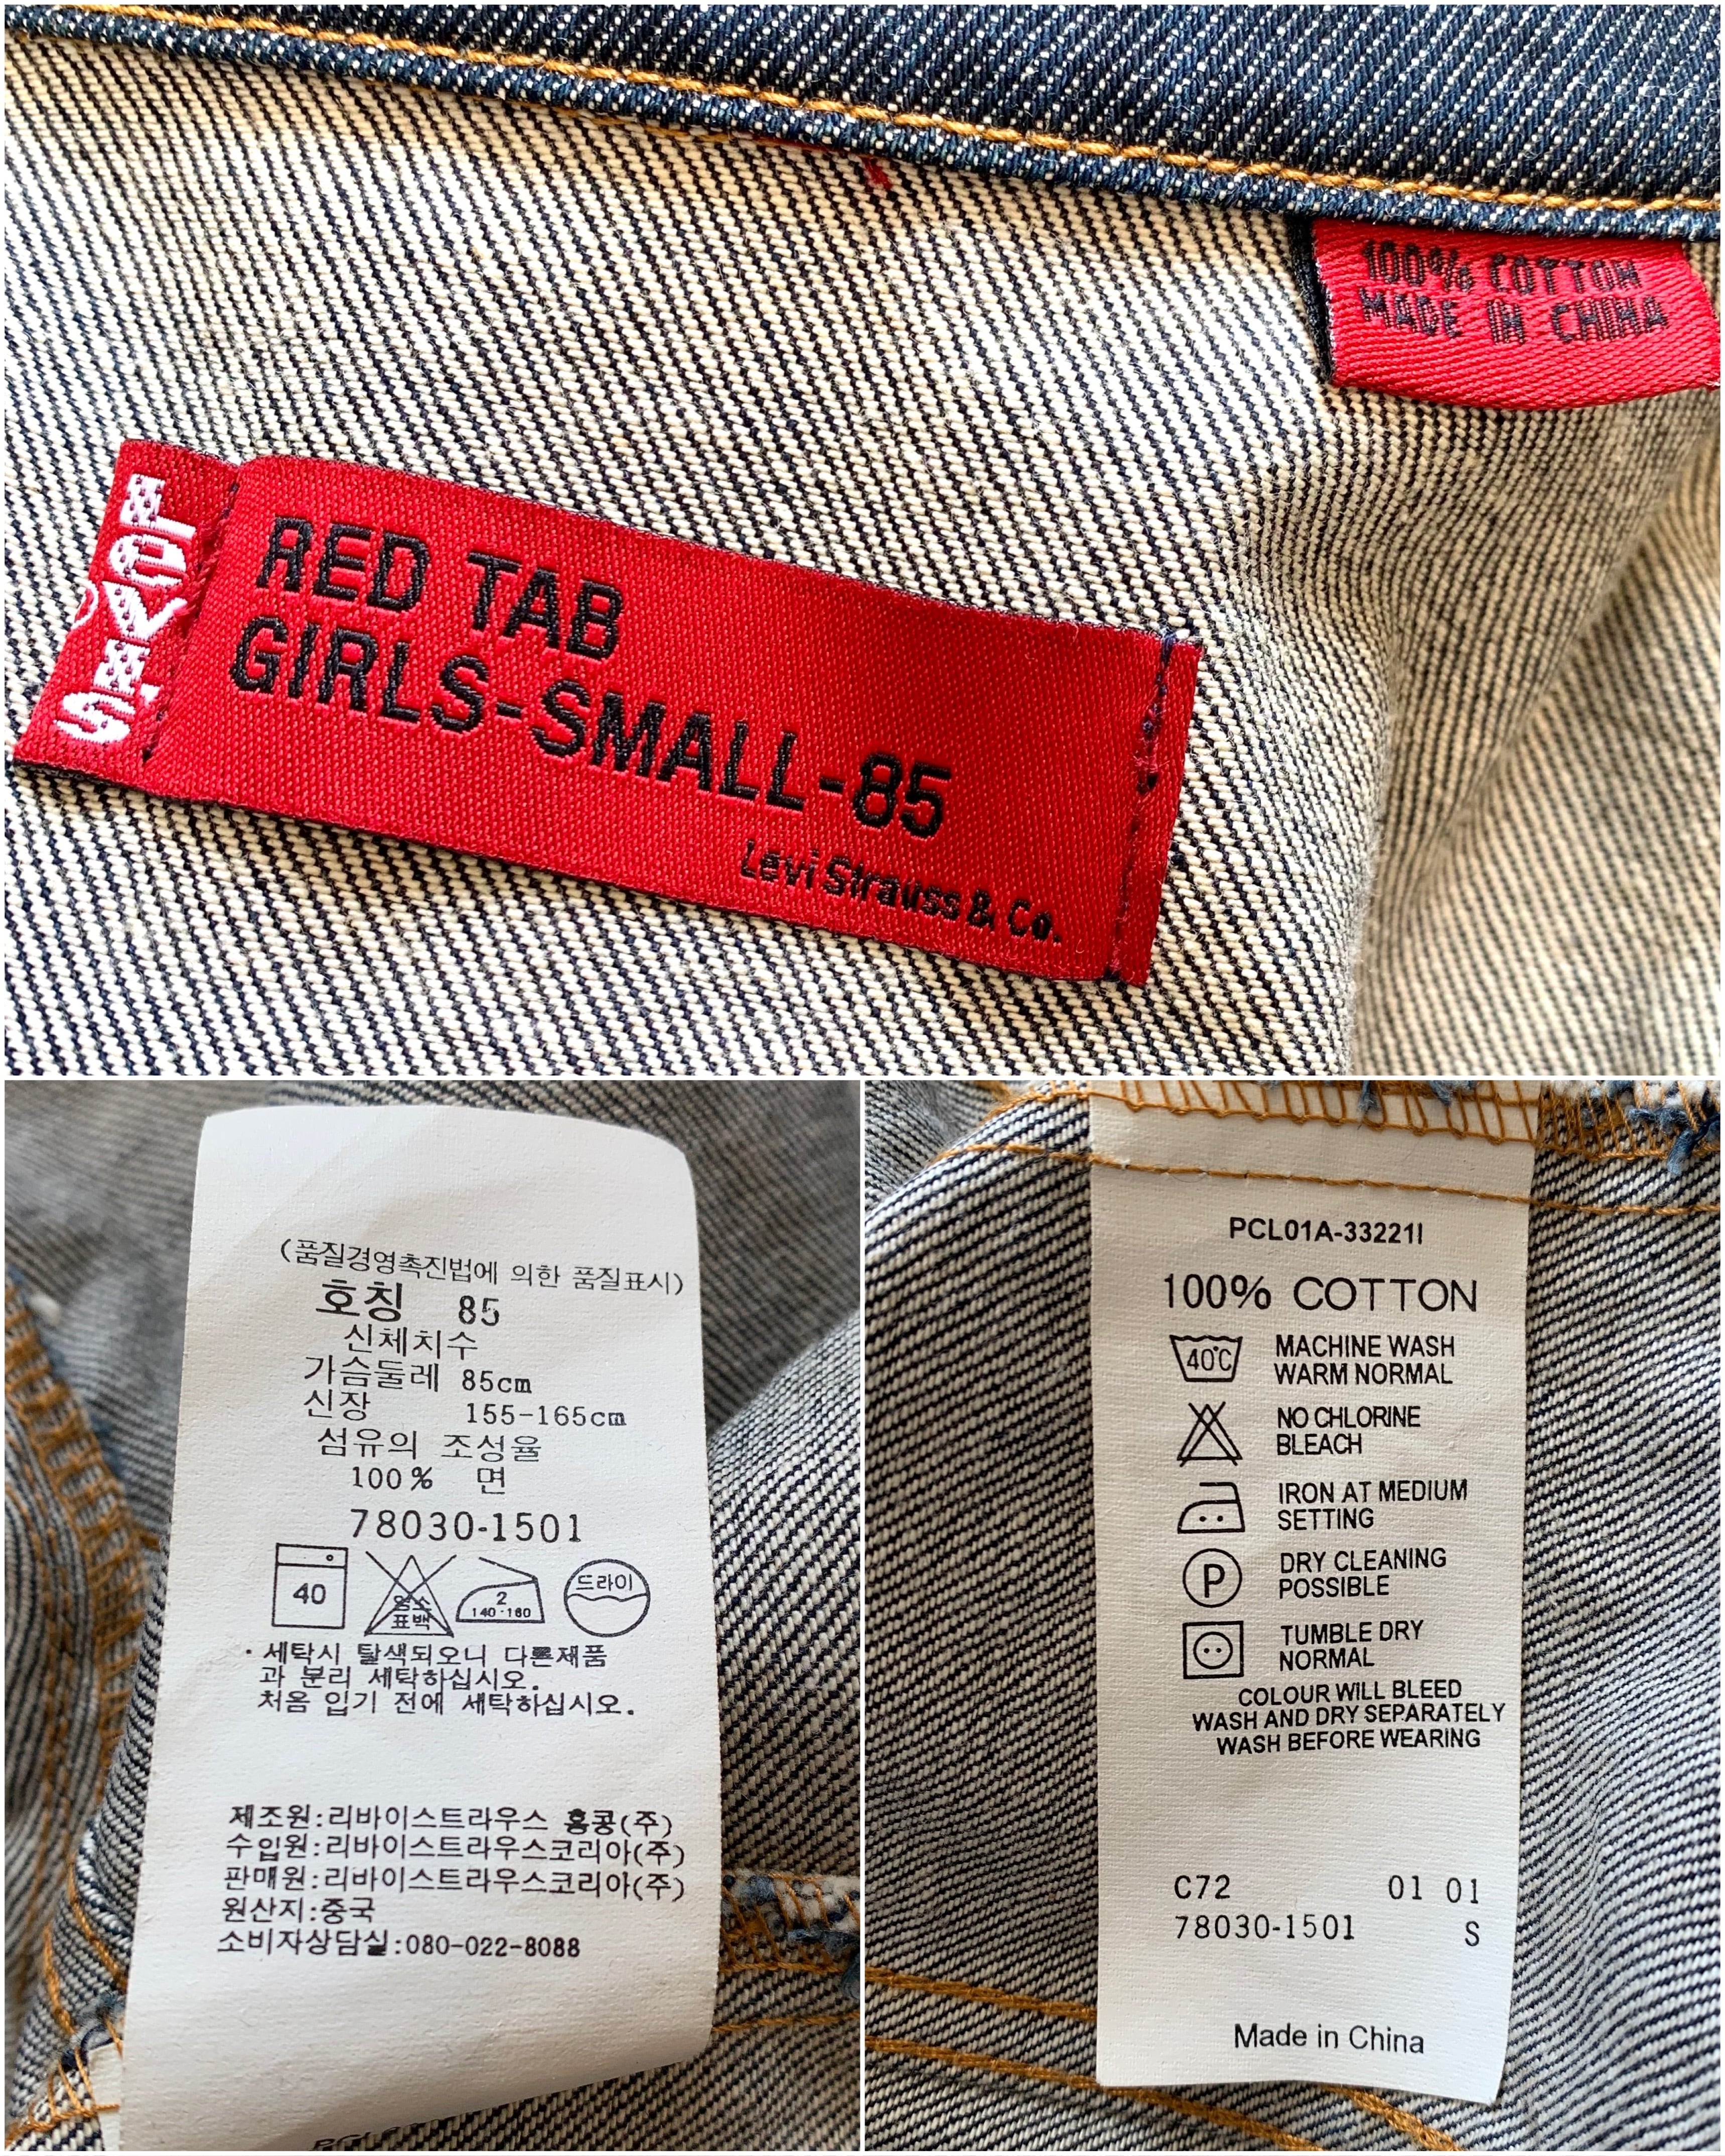 100% COTTON
MADE IN CHINA
LEVI'S
RED TAB
GIRLS-SMALL-85
Levi Strauss & Co.
(품질경영촉진법에 의한 품질표시)
호칭 85
신체치수
가슴둘레 85cm
신장 155-165cm
섬유의 조성율
100% 면
78030-1501
40
염소
표백
2
140-160
드라이
· 세탁시 탈색되오니 다른제품
과 분리 세탁하십시오.
처음 입기 전에 세탁하십시오.
제조원:리바이스트라우스 홍콩(주)
수입원:리바이스트라우스코리아(주)
판매원:리바이스트라우스코리아(주)
원산지:중국
소비자상담실:080-022-8088
PCL01A-33221I
100% COTTON
40°C
MACHINE WASH
WARM NORMAL
NO CHLORINE
BLEACH
IRON AT MEDIUM
SETTING
P
DRY CLEANING
POSSIBLE
TUMBLE DRY
NORMAL
COLOUR WILL BLEED
WASH AND DRY SEPARATELY
WASH BEFORE WEARING
C72 01 01
78030-1501 S
Made in China